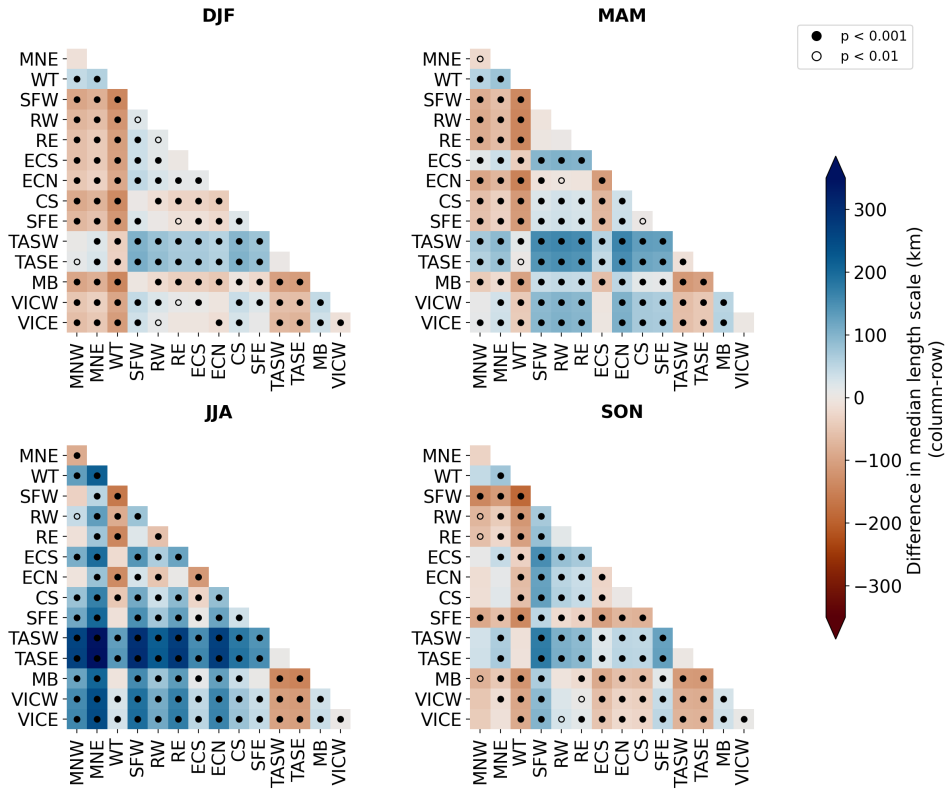 DJF
MNE
WT
SFW
RW
RE
ECS
ECN
CS
SFE
TASW
TASE
MB
VICW
VICE
MNW
MNE
WT
SFW
RW
RE
ECS
ECN
CS
SFE
TASW
TASE
MB
VICW
MAM
MNE
WT
SFW
RW
RE
ECS
ECN
CS
SFE
TASW
TASE
MB
VICW
VICE
MNW
MNE
WT
SFW
RW
RE
ECS
ECN
CS
SFE
TASW
TASE
MB
VICW
p < 0.001
p < 0.01
JJA
MNE
WT
SFW
RW
RE
ECS
ECN
CS
SFE
TASW
TASE
MB
VICW
VICE
MNW
MNE
WT
SFW
RW
RE
ECS
ECN
CS
SFE
TASW
TASE
MB
VICW
SON
MNE
WT
SFW
RW
RE
ECS
ECN
CS
SFE
TASW
TASE
MB
VICW
VICE
MNW
MNE
WT
SFW
RW
RE
ECS
ECN
CS
SFE
TASW
TASE
MB
VICW
300
200
100
0
−100
−200
−300
Difference in median length scale (km)
(column-row)